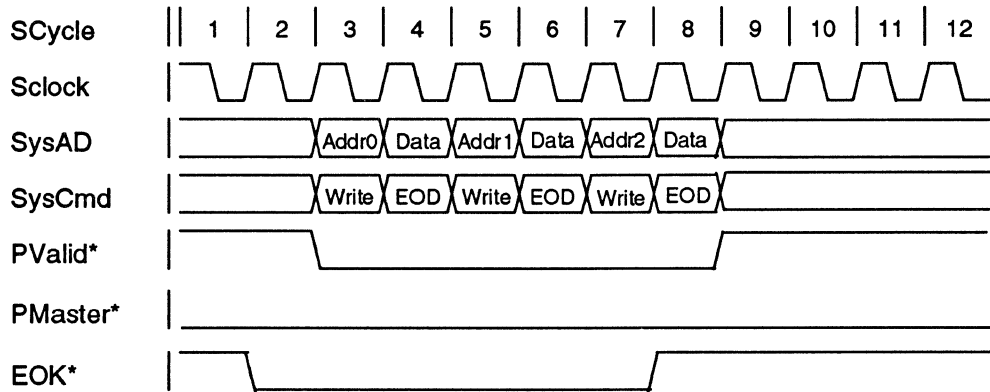 SCycle 1 2 3 4 5 6 7 8 9 10 11 12
Sclock
SysAD Addr0 Data Addr1 Data Addr2 Data
SysCmd Write EOD Write EOD Write EOD
PValid*
PMaster*
EOK*